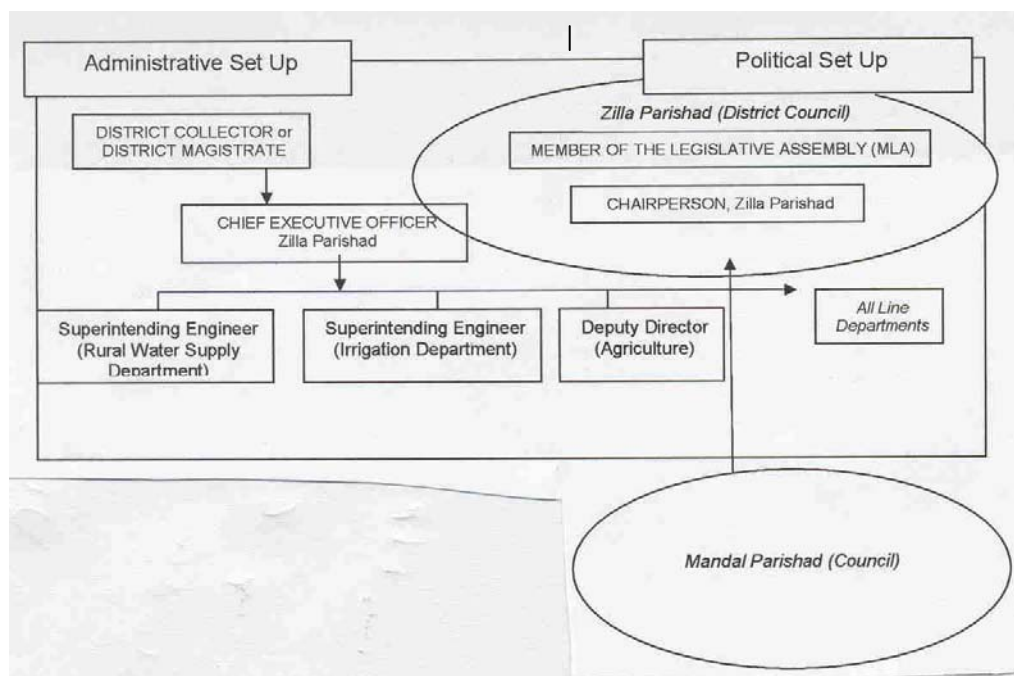 Administrative Set Up
Political Set Up
Zilla Parishad (District Council)
DISTRICT COLLECTOR or
DISTRICT MAGISTRATE
MEMBER OF THE LEGISLATIVE ASSEMBLY (MLA)
CHAIRPERSON, Zilla Parishad
CHIEF EXECUTIVE OFFICER
Zilla Parishad
Superintending Engineer
(Rural Water Supply
Department)
Superintending Engineer
(Irrigation Department)
Deputy Director
(Agriculture)
All Line
Departments
Mandal Parishad (Council)